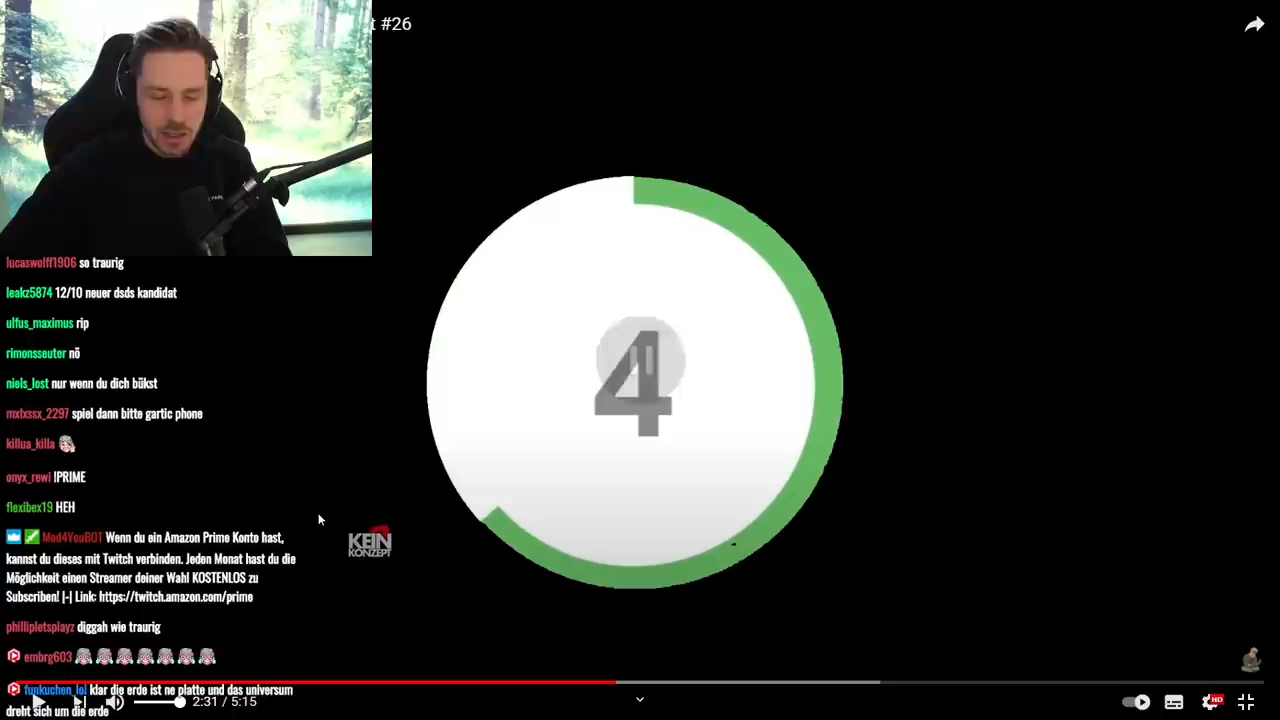 t #26
lucaswolff1906 so traurig
leakz5874 12/10 neuer dsds kandidat
ulfus_maximus rip
rimonsseuter nö
niels_lost nur wenn du dich bükst
mxlxssx_2297 spiel dann bitte gartic phone
killua_killa
onyx_rewi !PRIME
flexibex19 HEH
Mod4YouBOT Wenn du ein Amazon Prime Konto hast,
kannst du dieses mit Twitch verbinden. Jeden Monat hast du die
Möglichkeit einen Streamer deiner Wahl KOSTENLOS zu
Subscriben! |-| Link: https://twitch.amazon.com/prime
phillipletsplayz diggah wie traurig
embrg603
funkuchen_lol klar die erde ist ne platte und das universum
dreht sich um die erde
4
KEIN
KONZEPT
2:31 / 5:15
HD